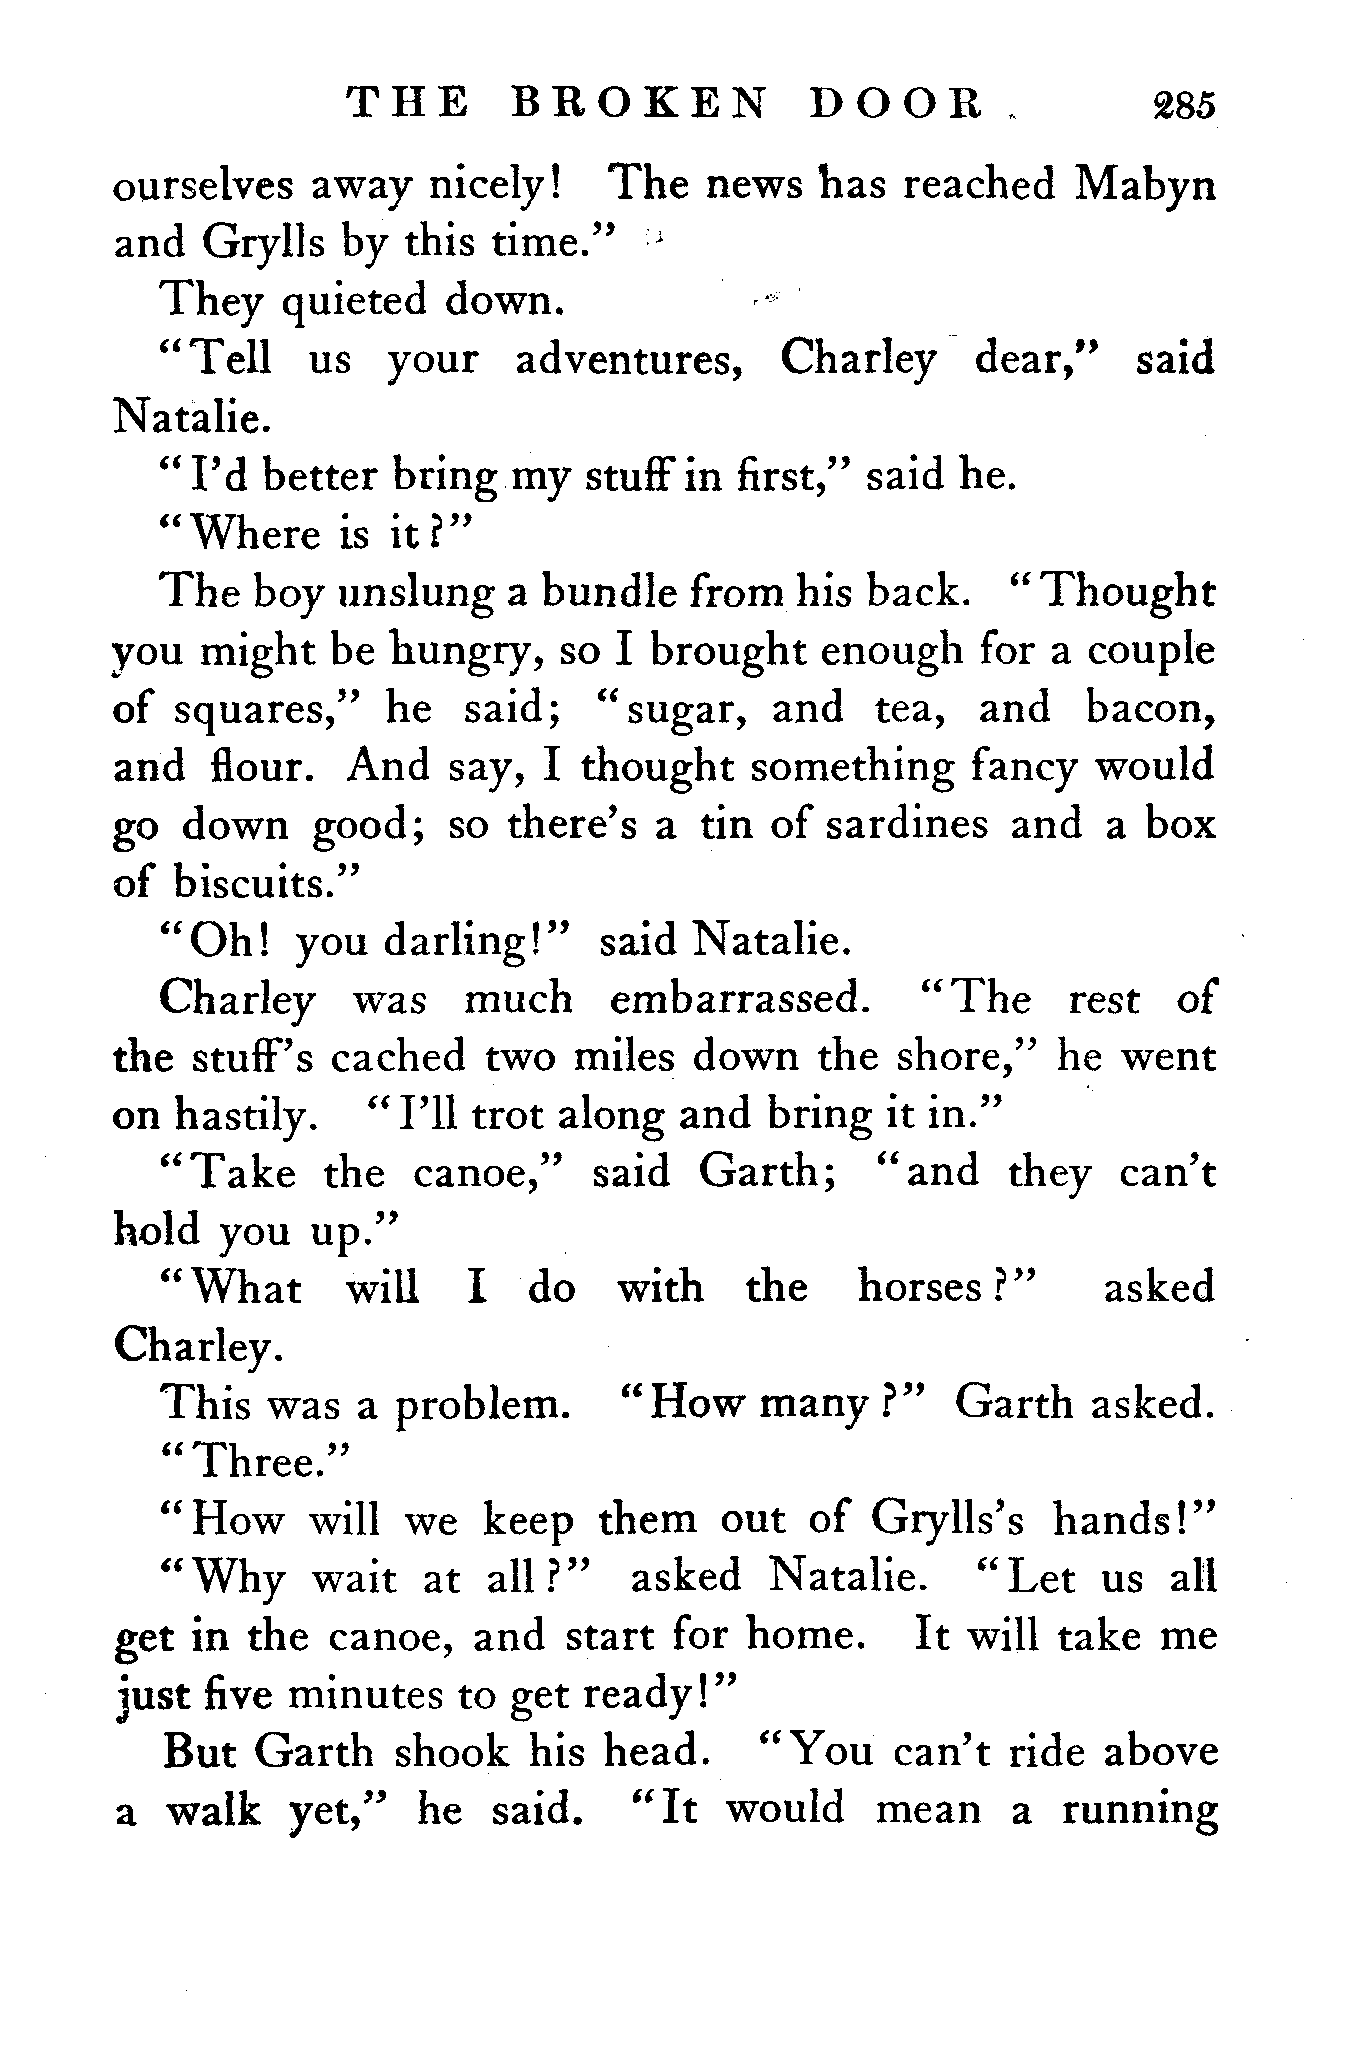 THE BROKEN DOOR 285
ourselves away nicely! The news has reached Mabyn
and Grylls by this time."
They quieted down.
"Tell us your adventures, Charley dear," said
Natalie.
"I'd better bring my stuff in first," said he.
"Where is it?"
The boy unslung a bundle from his back. "Thought
you might be hungry, so I brought enough for a couple
of squares," he said; "sugar, and tea, and bacon,
and flour. And say, I thought something fancy would
go down good; so there's a tin of sardines and a box
of biscuits."
"Oh! you darling!" said Natalie.
Charley was much embarrassed. "The rest of
the stuff's cached two miles down the shore," he went
on hastily. "I'll trot along and bring it in."
"Take the canoe," said Garth; "and they can't
hold you up."
"What will I do with the horses?" asked
Charley.
This was a problem. "How many?" Garth asked.
"Three."
"How will we keep them out of Grylls's hands!"
"Why wait at all?" asked Natalie. "Let us all
get in the canoe, and start for home. It will take me
just five minutes to get ready!"
But Garth shook his head. "You can't ride above
a walk yet," he said. "It would mean a running